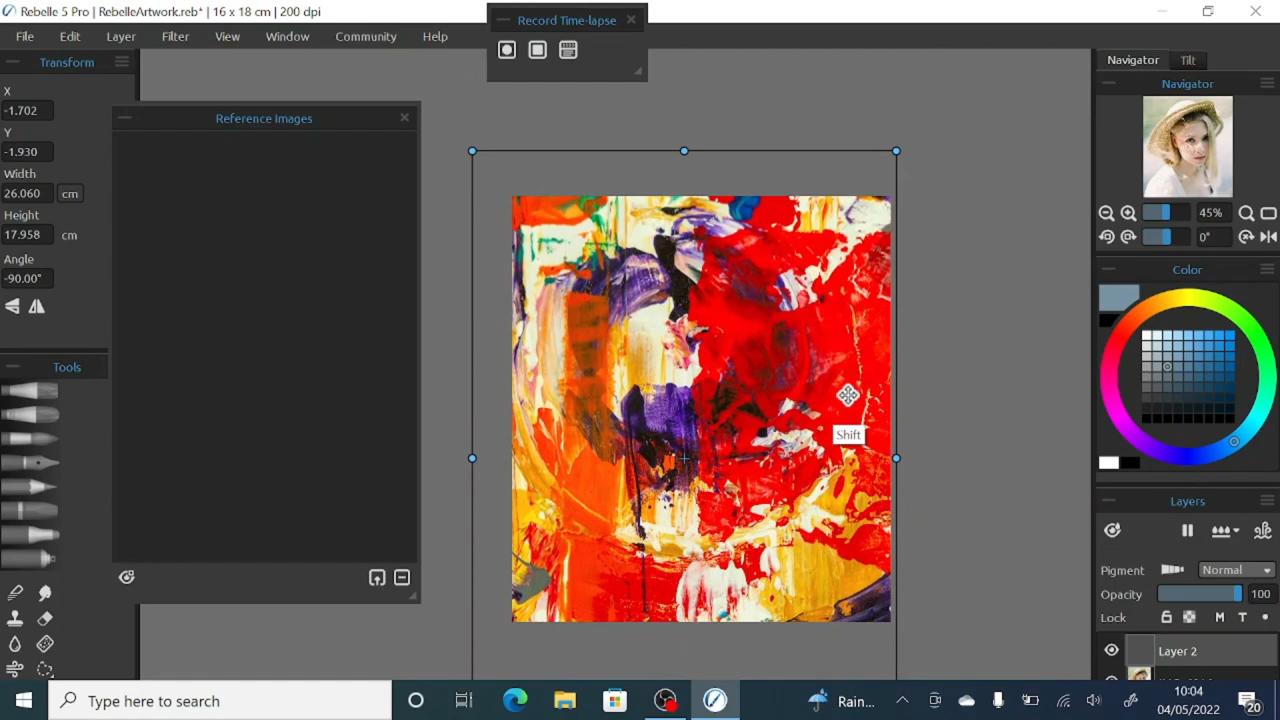 Rebelle 5 Pro | RebelleArtwork.reb* | 16 x 18 cm | 200 dpi
File Edit Layer Filter View Window Community Help
Record Time-lapse
Transform
X
-1.702
Y
-1.930
Width
26.060 cm
Height
17.958 cm
Angle
-90.00°
Tools
Reference Images
Shift
Navigator Tilt
Navigator
45%
0°
Color
Layers
Pigment Normal
Opacity 100
Lock M T
Layer 2
Type here to search
Rain...
10:04
04/05/2022
20